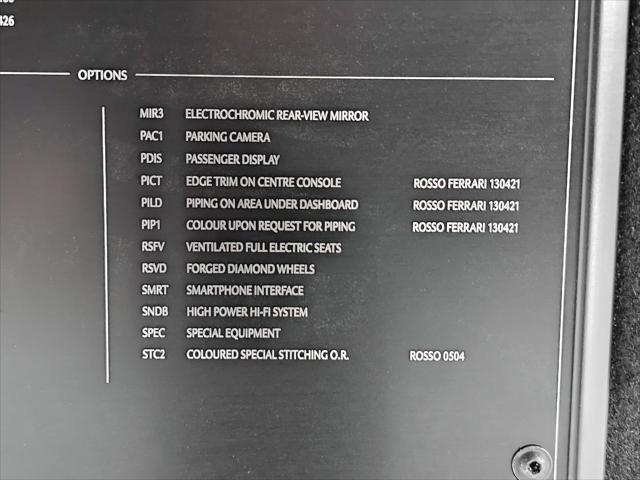 426
OPTIONS
MIR3 ELECTROCHROMIC REAR-VIEW MIRROR
PAC1 PARKING CAMERA
PDIS PASSENGER DISPLAY
PICT EDGE TRIM ON CENTRE CONSOLE ROSSO FERRARI 130421
PILD PIPING ON AREA UNDER DASHBOARD ROSSO FERRARI 130421
PIP1 COLOUR UPON REQUEST FOR PIPING ROSSO FERRARI 130421
RSFV VENTILATED FULL ELECTRIC SEATS
RSVD FORGED DIAMOND WHEELS
SMRT SMARTPHONE INTERFACE
SNDB HIGH POWER HI-FI SYSTEM
SPEC SPECIAL EQUIPMENT
STC2 COLOURED SPECIAL STITCHING O.R. ROSSO 0504